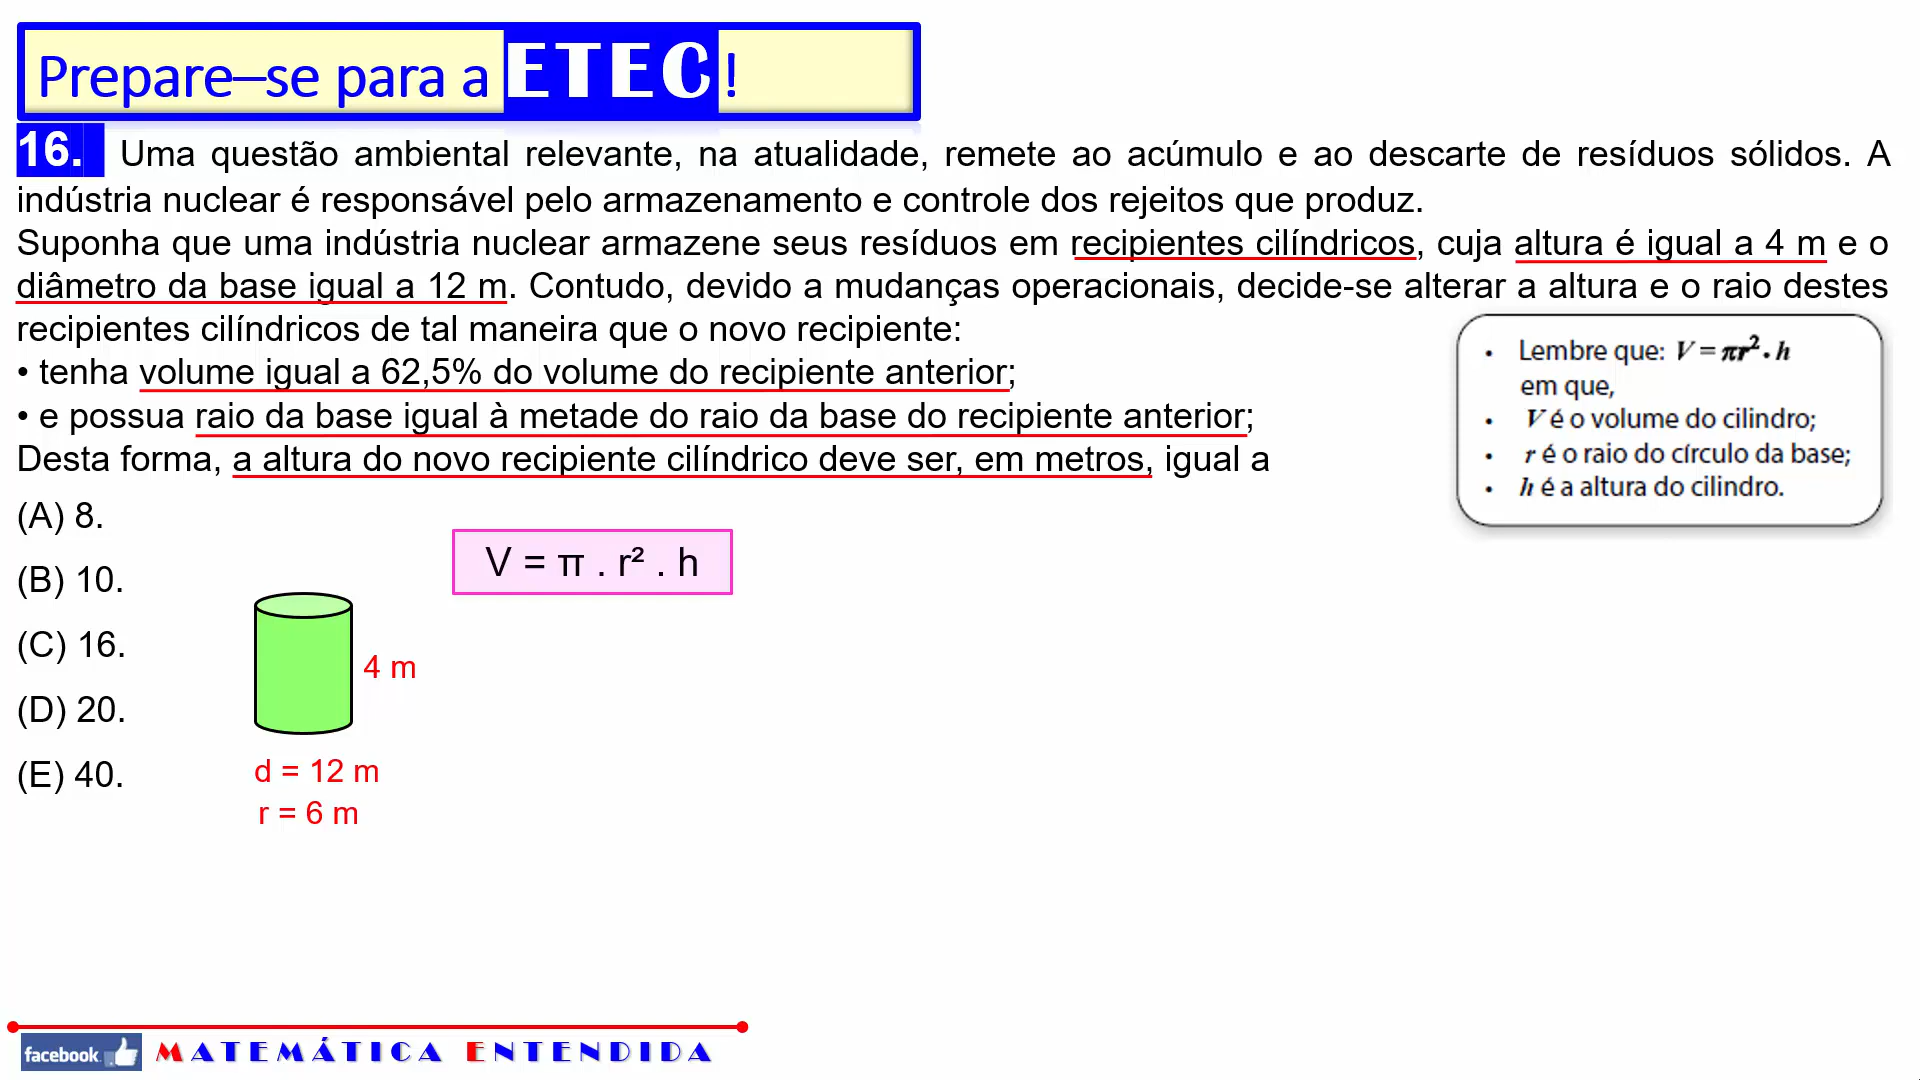 Prepare–se para a ETEC!
16. Uma questão ambiental relevante, na atualidade, remete ao acúmulo e ao descarte de resíduos sólidos. A
indústria nuclear é responsável pelo armazenamento e controle dos rejeitos que produz.
Suponha que uma indústria nuclear armazene seus resíduos em recipientes cilíndricos, cuja altura é igual a 4 m e o
diâmetro da base igual a 12 m. Contudo, devido a mudanças operacionais, decide-se alterar a altura e o raio destes
recipientes cilíndricos de tal maneira que o novo recipiente:
• tenha volume igual a 62,5% do volume do recipiente anterior;
• e possua raio da base igual à metade do raio da base do recipiente anterior;
Desta forma, a altura do novo recipiente cilíndrico deve ser, em metros, igual a
• Lembre que: V = πr² • h
em que,
• V é o volume do cilindro;
• r é o raio do círculo da base;
• h é a altura do cilindro.
(A) 8.
(B) 10.
(C) 16.
(D) 20.
(E) 40.
V = π . r² . h
4 m
d = 12 m
r = 6 m
facebook MATEMÁTICA ENTENDIDA